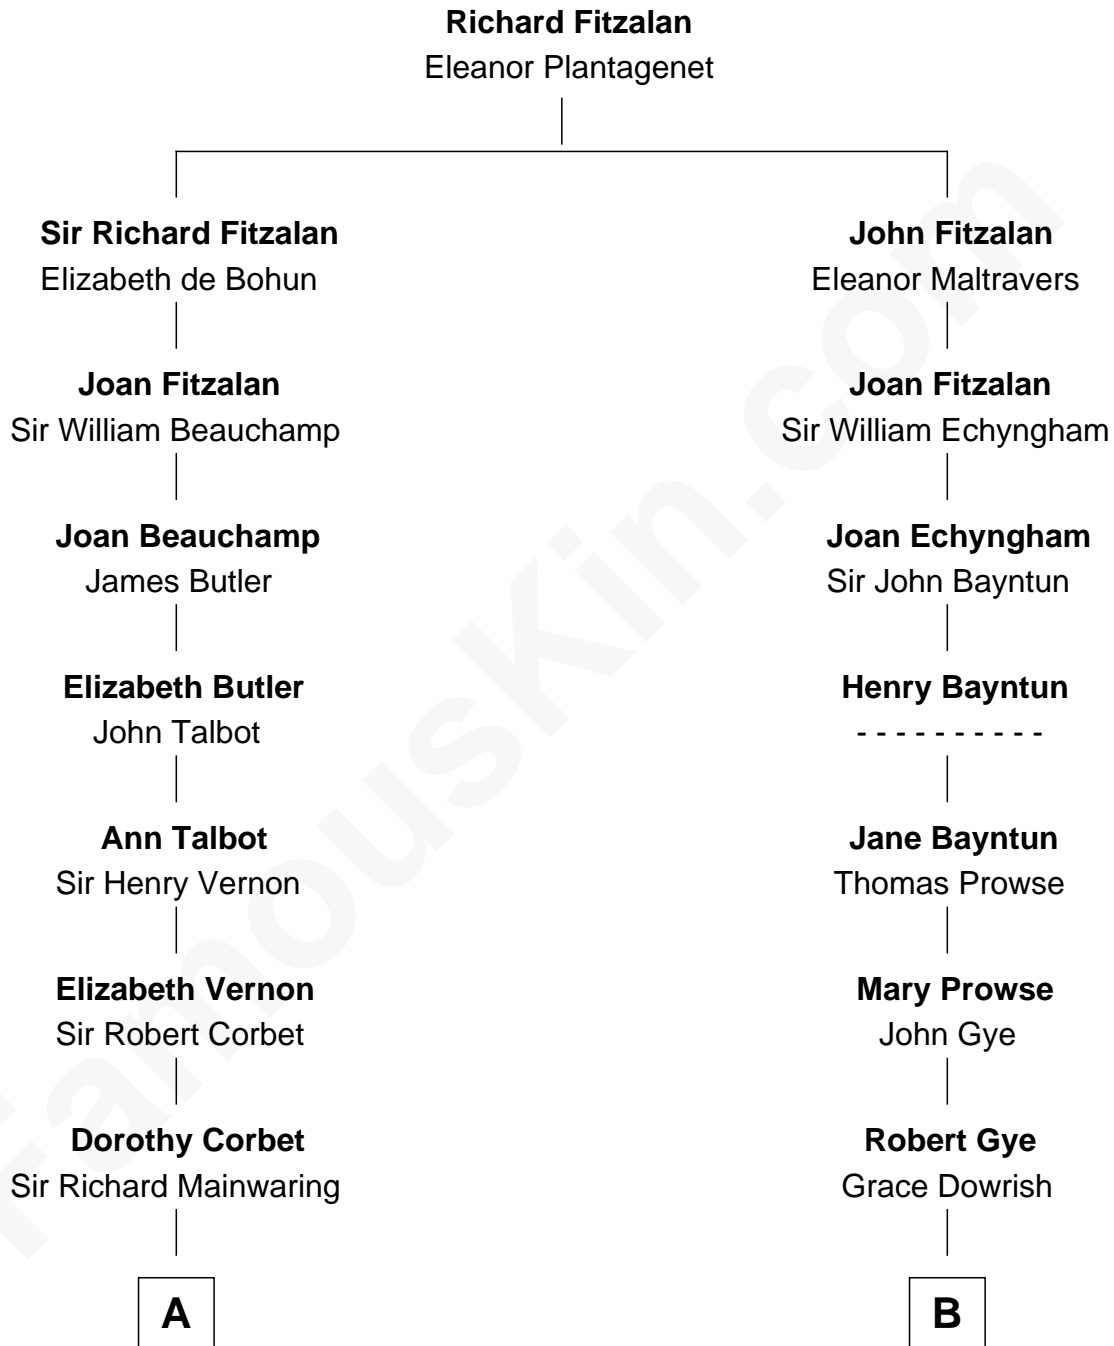 Richard Fitzalan
Eleanor Plantagenet
Sir Richard Fitzalan
Elizabeth de Bohun
John Fitzalan
Eleanor Maltravers
Joan Fitzalan
Sir William Beauchamp
Joan Fitzalan
Sir William Echyngham
Joan Beauchamp
James Butler
Joan Echyngham
Sir John Bayntun
Elizabeth Butler
John Talbot
Henry Bayntun
- - - - - - - - - -
Ann Talbot
Sir Henry Vernon
Jane Bayntun
Thomas Prowse
Elizabeth Vernon
Sir Robert Corbet
Mary Prowse
John Gye
Dorothy Corbet
Sir Richard Mainwaring
Robert Gye
Grace Dowrish
A
B
FamousKin.com